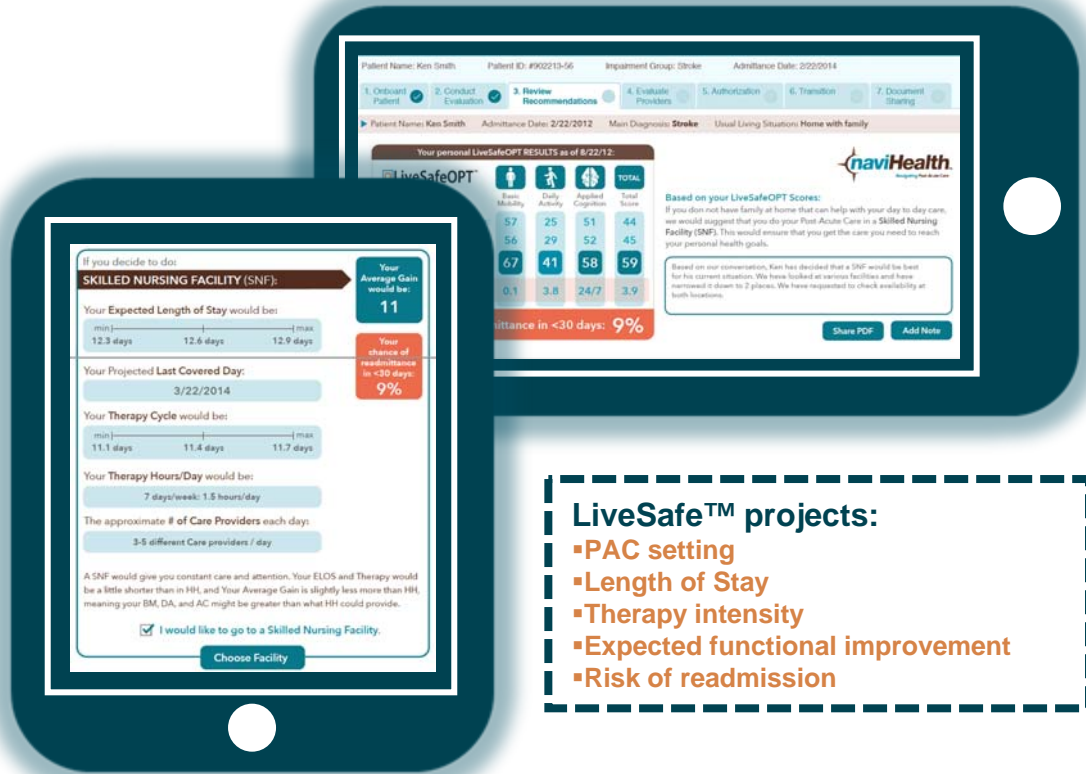 Patient Name: Ken Smith Patient ID: #902213-56 Impairment Group: Stroke Admittance Date: 2/22/2014
1. Onboard Patient
2. Conduct Evaluation
3. Review Recommendations
4. Evaluate Providers
5. Authorization
6. Transition
7. Document Sharing
Patient Name: Ken Smith Admittance Date: 2/22/2012 Main Diagnosis: Stroke Usual Living Situation: Home with family
Your personal LiveSafeOPT RESULTS as of 8/22/12:
LiveSafeOPT™
TOTAL
Basic Mobility
Daily Activity
Applied Cognition
Total Score
57 25 51 44
56 29 52 45
67 41 58 59
0.1 3.8 24/7 3.9
mittance in <30 days: 9%
naviHealth.
Navigating Post-Acute Care
Based on your LiveSafeOPT Scores:
If you don not have family at home that can help with your day to day care,
we would suggest that you do your Post Acute Care in a Skilled Nursing
Facility (SNF). This would ensure that you get the care you need to reach
your personal health goals.
Based on our conversation, Ken has decided that a SNF would be best
for his current situation. We have looked at various facilities and have
narrowed it down to 2 places. We have requested to check availability at
both locations.
Share PDF Add Note
If you decide to do:
SKILLED NURSING FACILITY (SNF):
Your
Average Gain
would be:
11
Your Expected Length of Stay would be:
min max
12.3 days 12.6 days 12.9 days
Your
chance of
readmittance
in <30 days:
9%
Your Projected Last Covered Day:
3/22/2014
Your Therapy Cycle would be:
min max
11.1 days 11.4 days 11.7 days
Your Therapy Hours/Day would be:
7 days/week: 1.5 hours/day
The approximate # of Care Providers each day:
3-5 different Care providers / day
A SNF would give you constant care and attention. Your ELOS and Therapy would
be a little shorter than in HH, and Your Average Gain is slightly less more than HH,
meaning your BM, DA, and AC might be greater than what HH could provide.
I would like to go to a Skilled Nursing Facility.
Choose Facility
LiveSafe™ projects:
▪PAC setting
▪Length of Stay
▪Therapy intensity
▪Expected functional improvement
▪Risk of readmission